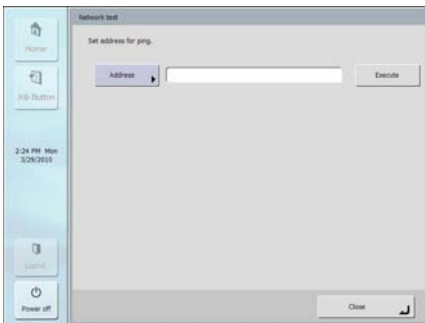 Network test
Home
Set address for ping.
Address
Execute
Job Button
2:24 PM Mon
3/29/2010
Logout
Power off
Close